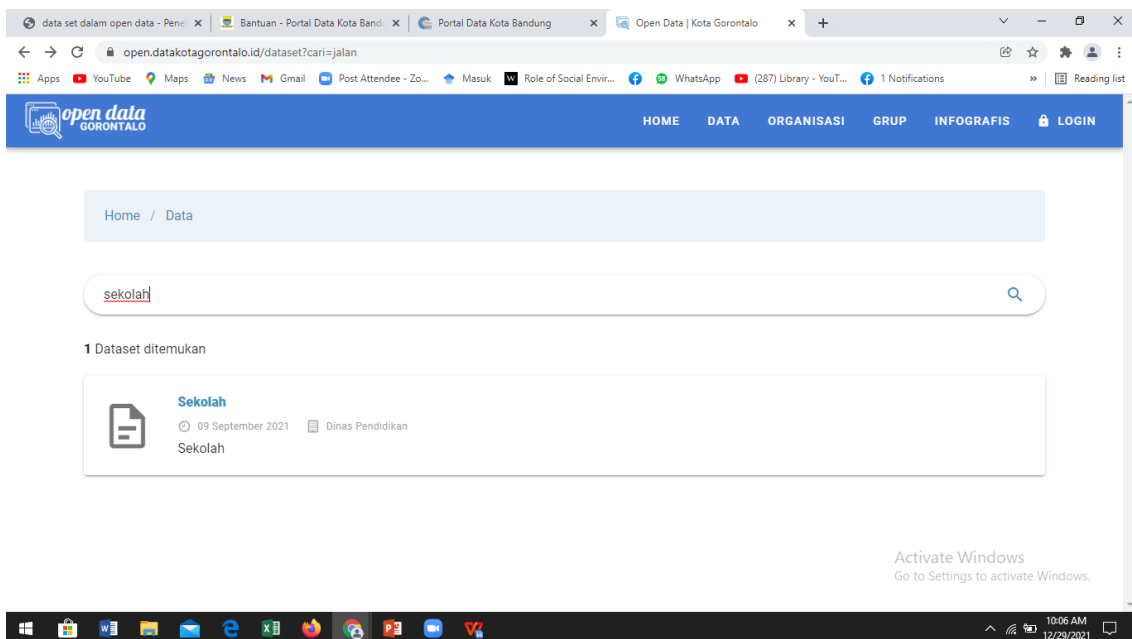 data set dalam open data - Penel
Bantuan - Portal Data Kota Band
Portal Data Kota Bandung
Open Data | Kota Gorontalo
open.datakotagorontalo.id/dataset?cari=jalan
Apps YouTube Maps News Gmail Post Attendee - Zo... Masuk Role of Social Envir... WhatsApp (287) Library - YouT... 1 Notifications » Reading list
open data
GORONTALO
HOME DATA ORGANISASI GRUP INFOGRAFIS LOGIN
Home / Data
sekolah
1 Dataset ditemukan
Sekolah
09 September 2021 Dinas Pendidikan
Sekolah
Activate Windows
Go to Settings to activate Windows.
10:06 AM
12/29/2021